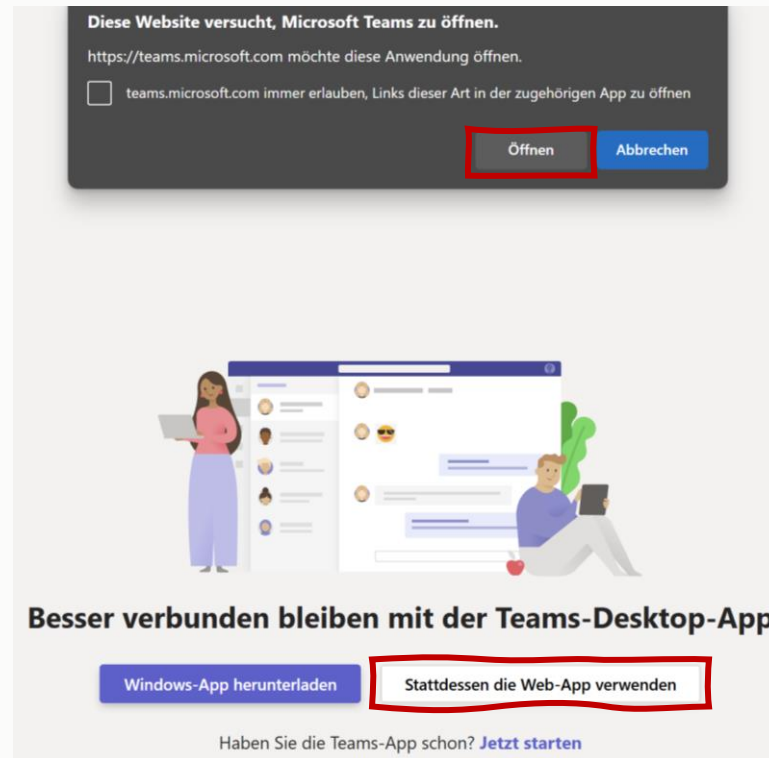 Diese Website versucht, Microsoft Teams zu öffnen.
https://teams.microsoft.com möchte diese Anwendung öffnen.
teams.microsoft.com immer erlauben, Links dieser Art in der zugehörigen App zu öffnen
Öffnen Abbrechen
Besser verbunden bleiben mit der Teams-Desktop-App
Windows-App herunterladen Stattdessen die Web-App verwenden
Haben Sie die Teams-App schon? Jetzt starten